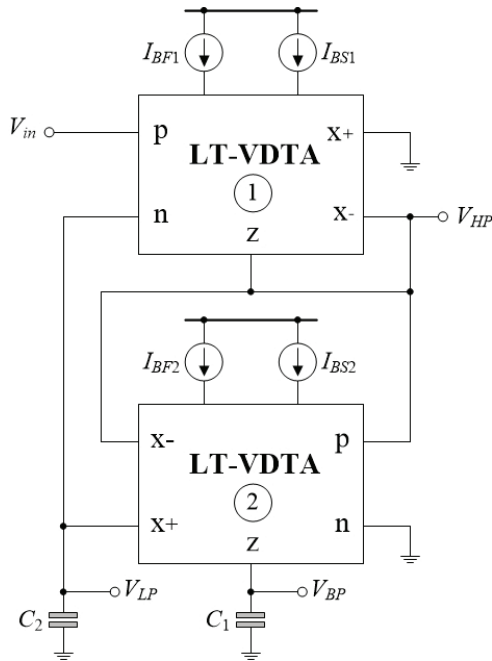 I_BF1 I_BS1
V_in
p
x+
LT-VDTA
1
n
x-
V_HP
z
I_BF2 I_BS2
x-
p
LT-VDTA
2
x+
n
z
V_LP
V_BP
C_2
C_1